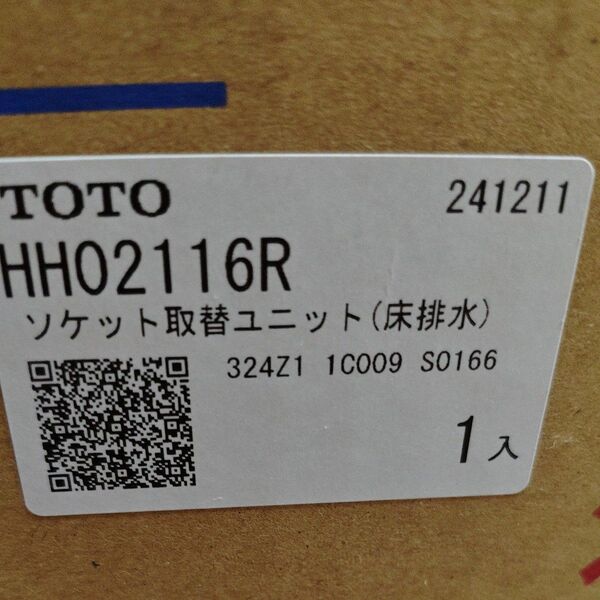 TOTO 241211
HH02116R
ソケット取替ユニット(床排水)
324Z1 1C009 S0166
1入